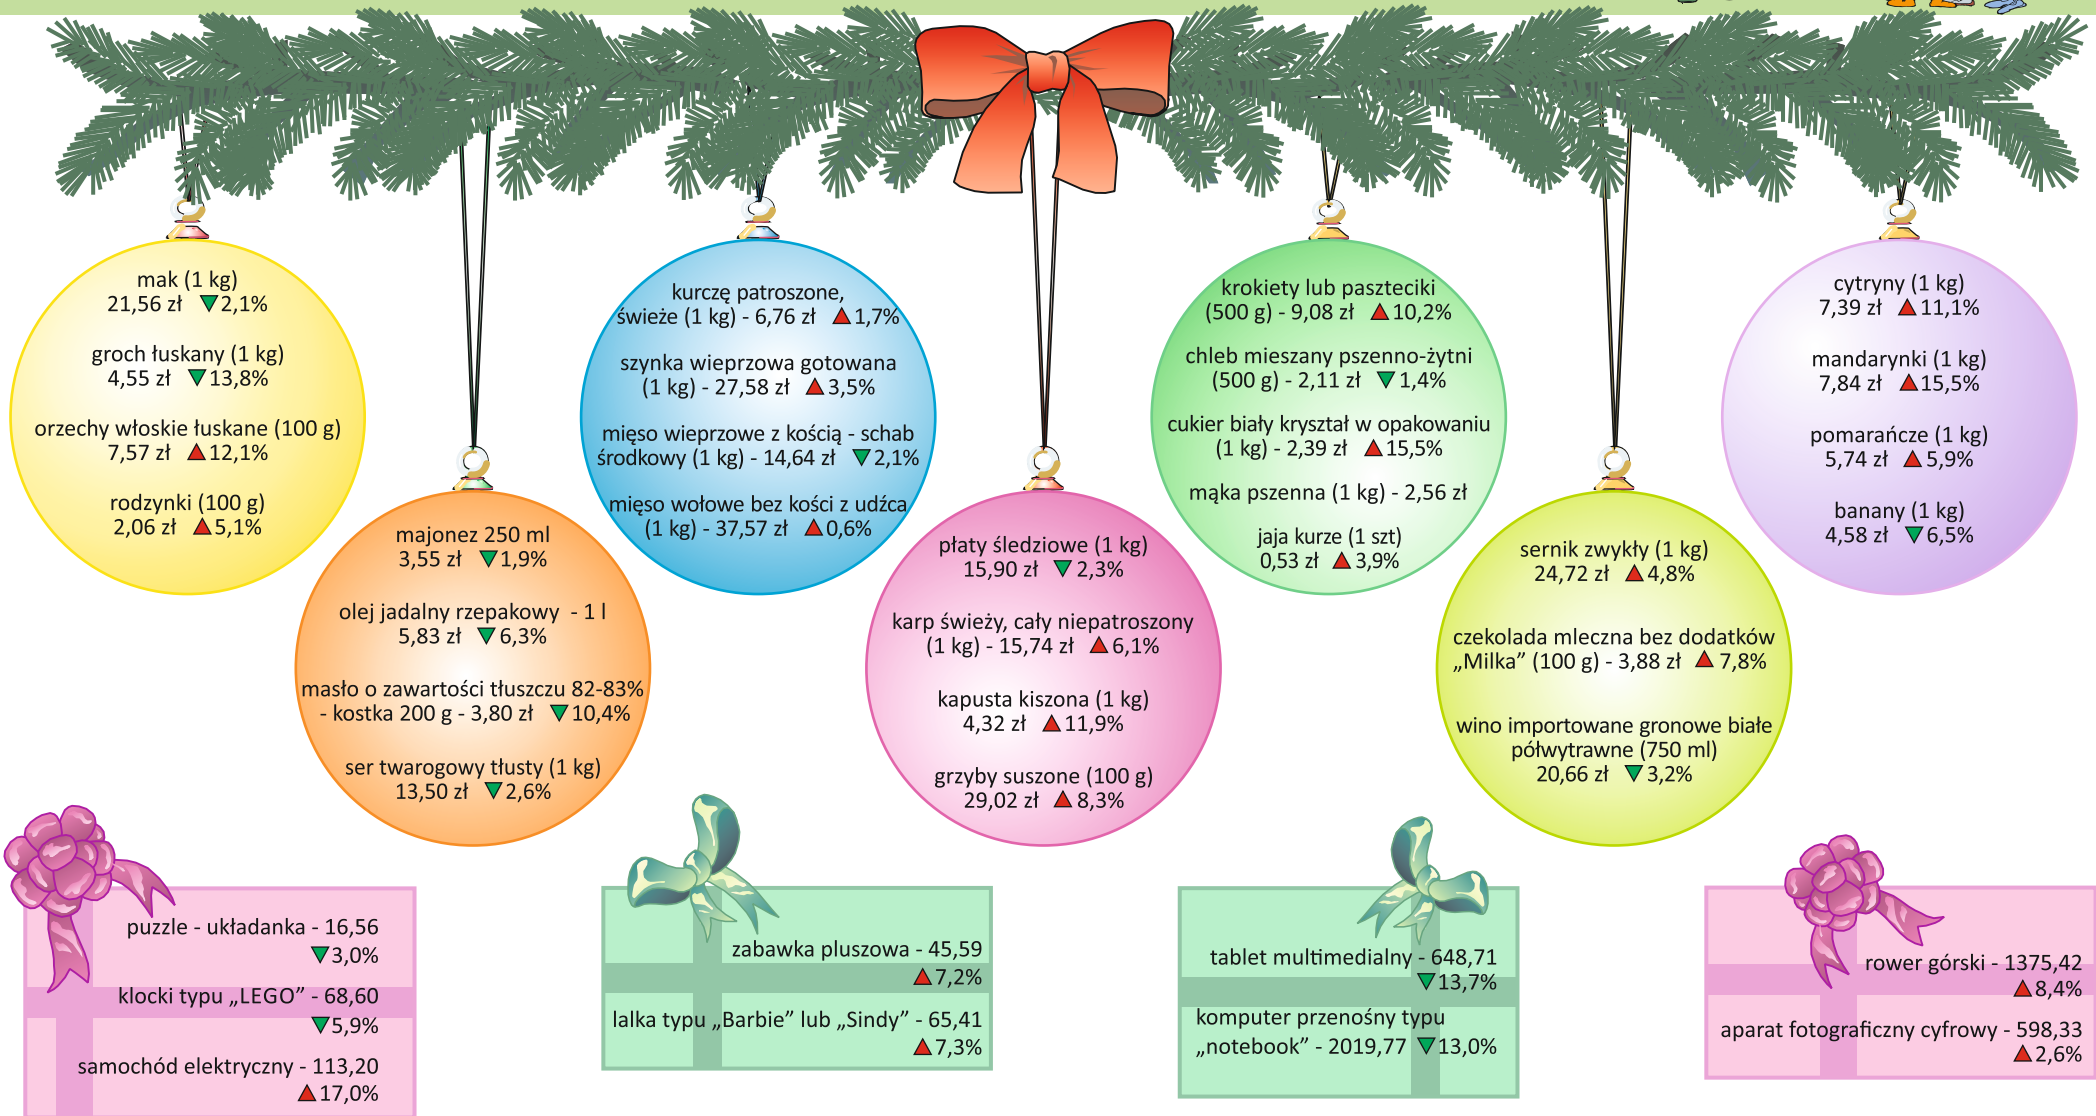 mak (1 kg)
21,56 zł ▼2,1%
groch łuskany (1 kg)
4,55 zł ▼13,8%
orzechy włoskie łuskane (100 g)
7,57 zł ▲12,1%
rodzynki (100 g)
2,06 zł ▲5,1%
majonez 250 ml
3,55 zł ▼1,9%
olej jadalny rzepakowy - 1 l
5,83 zł ▼6,3%
masło o zawartości tłuszczu 82-83%
- kostka 200 g - 3,80 zł ▼10,4%
ser twarogowy tłusty (1 kg)
13,50 zł ▼2,6%
kurczę patroszone,
świeże (1 kg) - 6,76 zł ▲1,7%
szynka wieprzowa gotowana
(1 kg) - 27,58 zł ▲3,5%
mięso wieprzowe z kością - schab
środkowy (1 kg) - 14,64 zł ▼2,1%
mięso wołowe bez kości z udźca
(1 kg) - 37,57 zł ▲0,6%
płaty śledziowe (1 kg)
15,90 zł ▼2,3%
karp świeży, cały niepatroszony
(1 kg) - 15,74 zł ▲6,1%
kapusta kiszona (1 kg)
4,32 zł ▲11,9%
grzyby suszone (100 g)
29,02 zł ▲8,3%
krokiety lub paszteciki
(500 g) - 9,08 zł ▲10,2%
chleb mieszany pszenno-żytni
(500 g) - 2,11 zł ▼1,4%
cukier biały kryształ w opakowaniu
(1 kg) - 2,39 zł ▲15,5%
mąka pszenna (1 kg) - 2,56 zł
jaja kurze (1 szt)
0,53 zł ▲3,9%
sernik zwykły (1 kg)
24,72 zł ▲4,8%
czekolada mleczna bez dodatków
„Milka” (100 g) - 3,88 zł ▲7,8%
wino importowane gronowe białe
półwytrawne (750 ml)
20,66 zł ▼3,2%
cytryny (1 kg)
7,39 zł ▲11,1%
mandarynki (1 kg)
7,84 zł ▲15,5%
pomarańcze (1 kg)
5,74 zł ▲5,9%
banany (1 kg)
4,58 zł ▼6,5%
puzzle - układanka - 16,56
▼3,0%
klocki typu „LEGO” - 68,60
▼5,9%
samochód elektryczny - 113,20
▲17,0%
zabawka pluszowa - 45,59
▲7,2%
lalka typu „Barbie” lub „Sindy” - 65,41
▲7,3%
tablet multimedialny - 648,71
▼13,7%
komputer przenośny typu
„notebook” - 2019,77 ▼13,0%
rower górski - 1375,42
▲8,4%
aparat fotograficzny cyfrowy - 598,33
▲2,6%